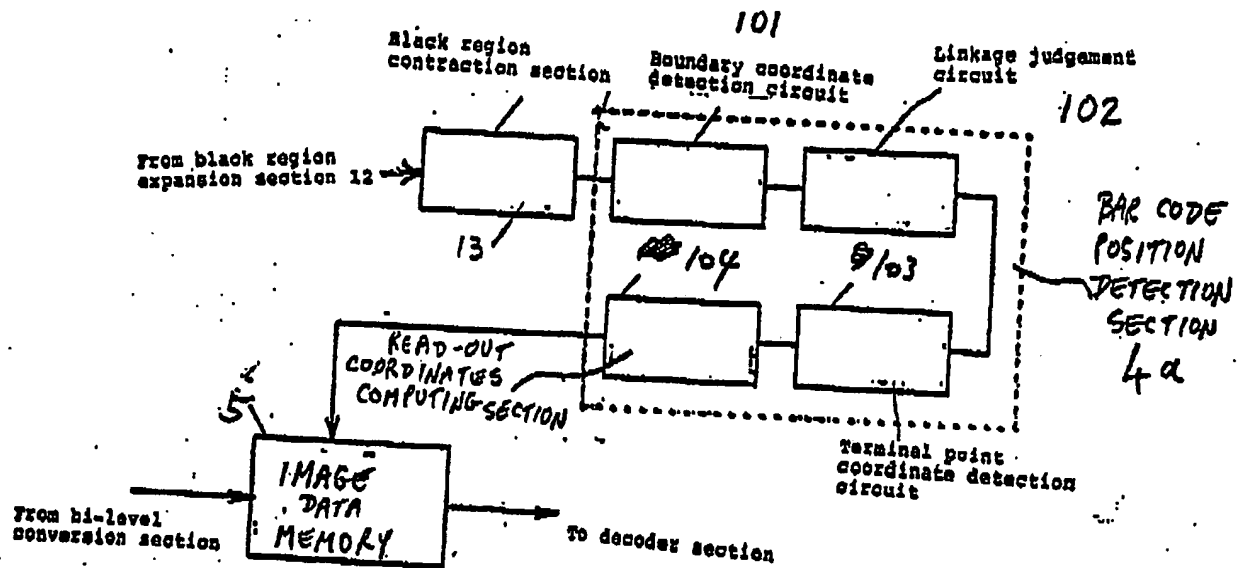 101
Black region
contraction section
Boundary coordinate
detection circuit
Linkage judgement
circuit
102
From black region
expansion section 12
13
104
103
BAR CODE
POSITION
DETECTION
SECTION
4a
READ-OUT
COORDINATES
COMPUTING SECTION
5
IMAGE
DATA
MEMORY
Terminal point
coordinate detection
circuit
From bi-level
conversion section
To decoder section